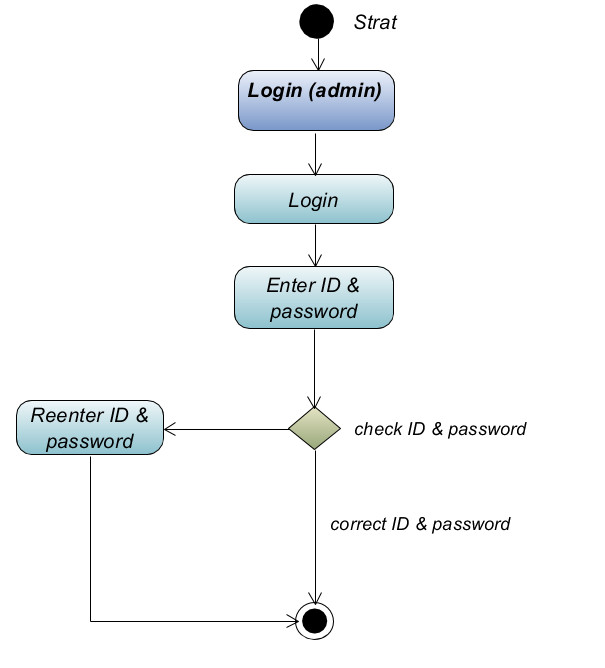 Strat
Login (admin)
Login
Enter ID &
password
Reenter ID &
password
check ID & password
correct ID & password